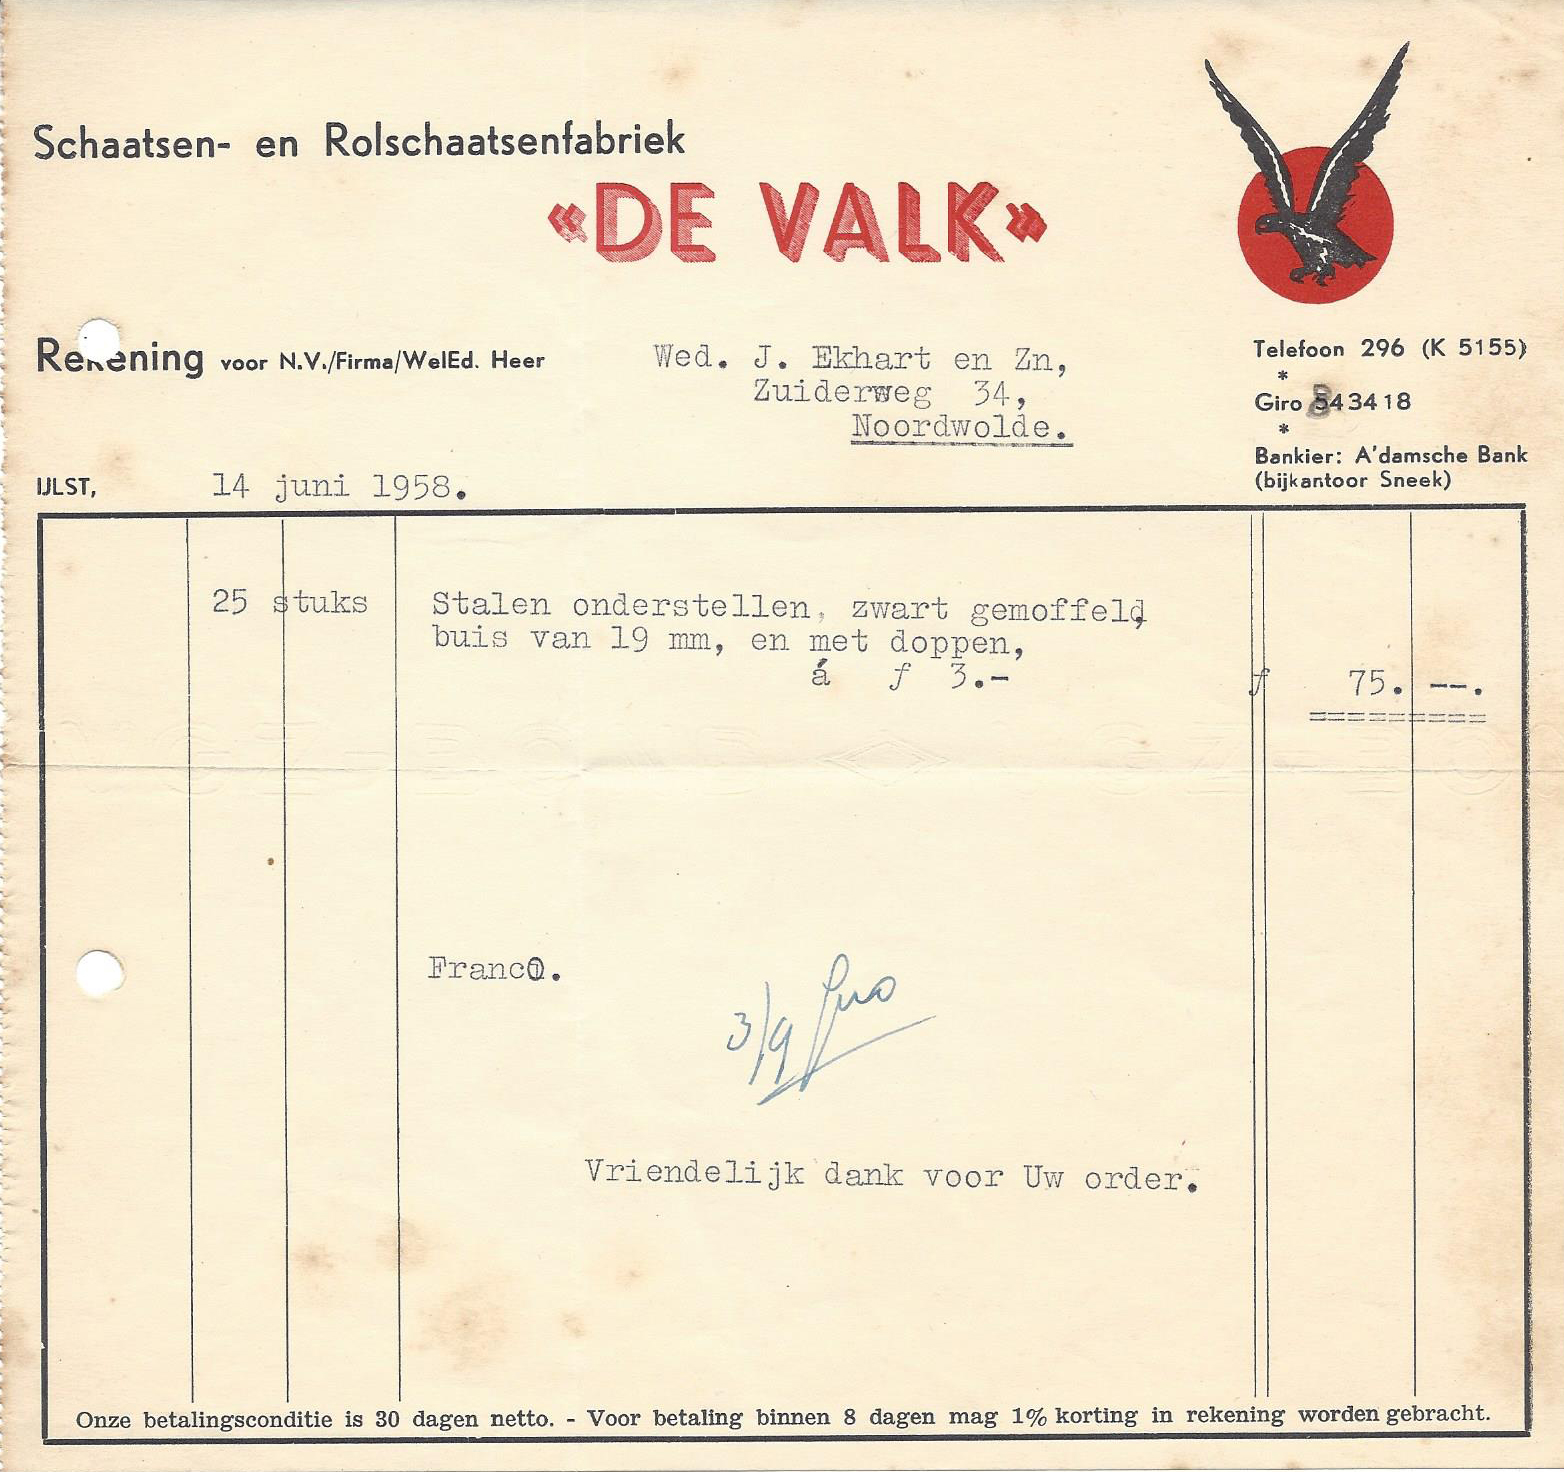 Schaatsen- en Rolschaatsenfabriek
«DE VALK»
Rekening voor N.V./Firma/WelEd. Heer
Wed. J. Ekhart en Zn,
Zuiderweg 34,
Noordwolde.
Telefoon 296 (K 5155)
*
Giro 843418
*
Bankier: A'damsche Bank
(bijkantoor Sneek)
IJLST, 14 juni 1958.
25 stuks Stalen onderstellen, zwart gemoffeld,
buis van 19 mm, en met doppen,
á f 3.- f 75. --.
=========
Franco.
3/9
Vriendelijk dank voor Uw order.
Onze betalingsconditie is 30 dagen netto. - Voor betaling binnen 8 dagen mag 1% korting in rekening worden gebracht.